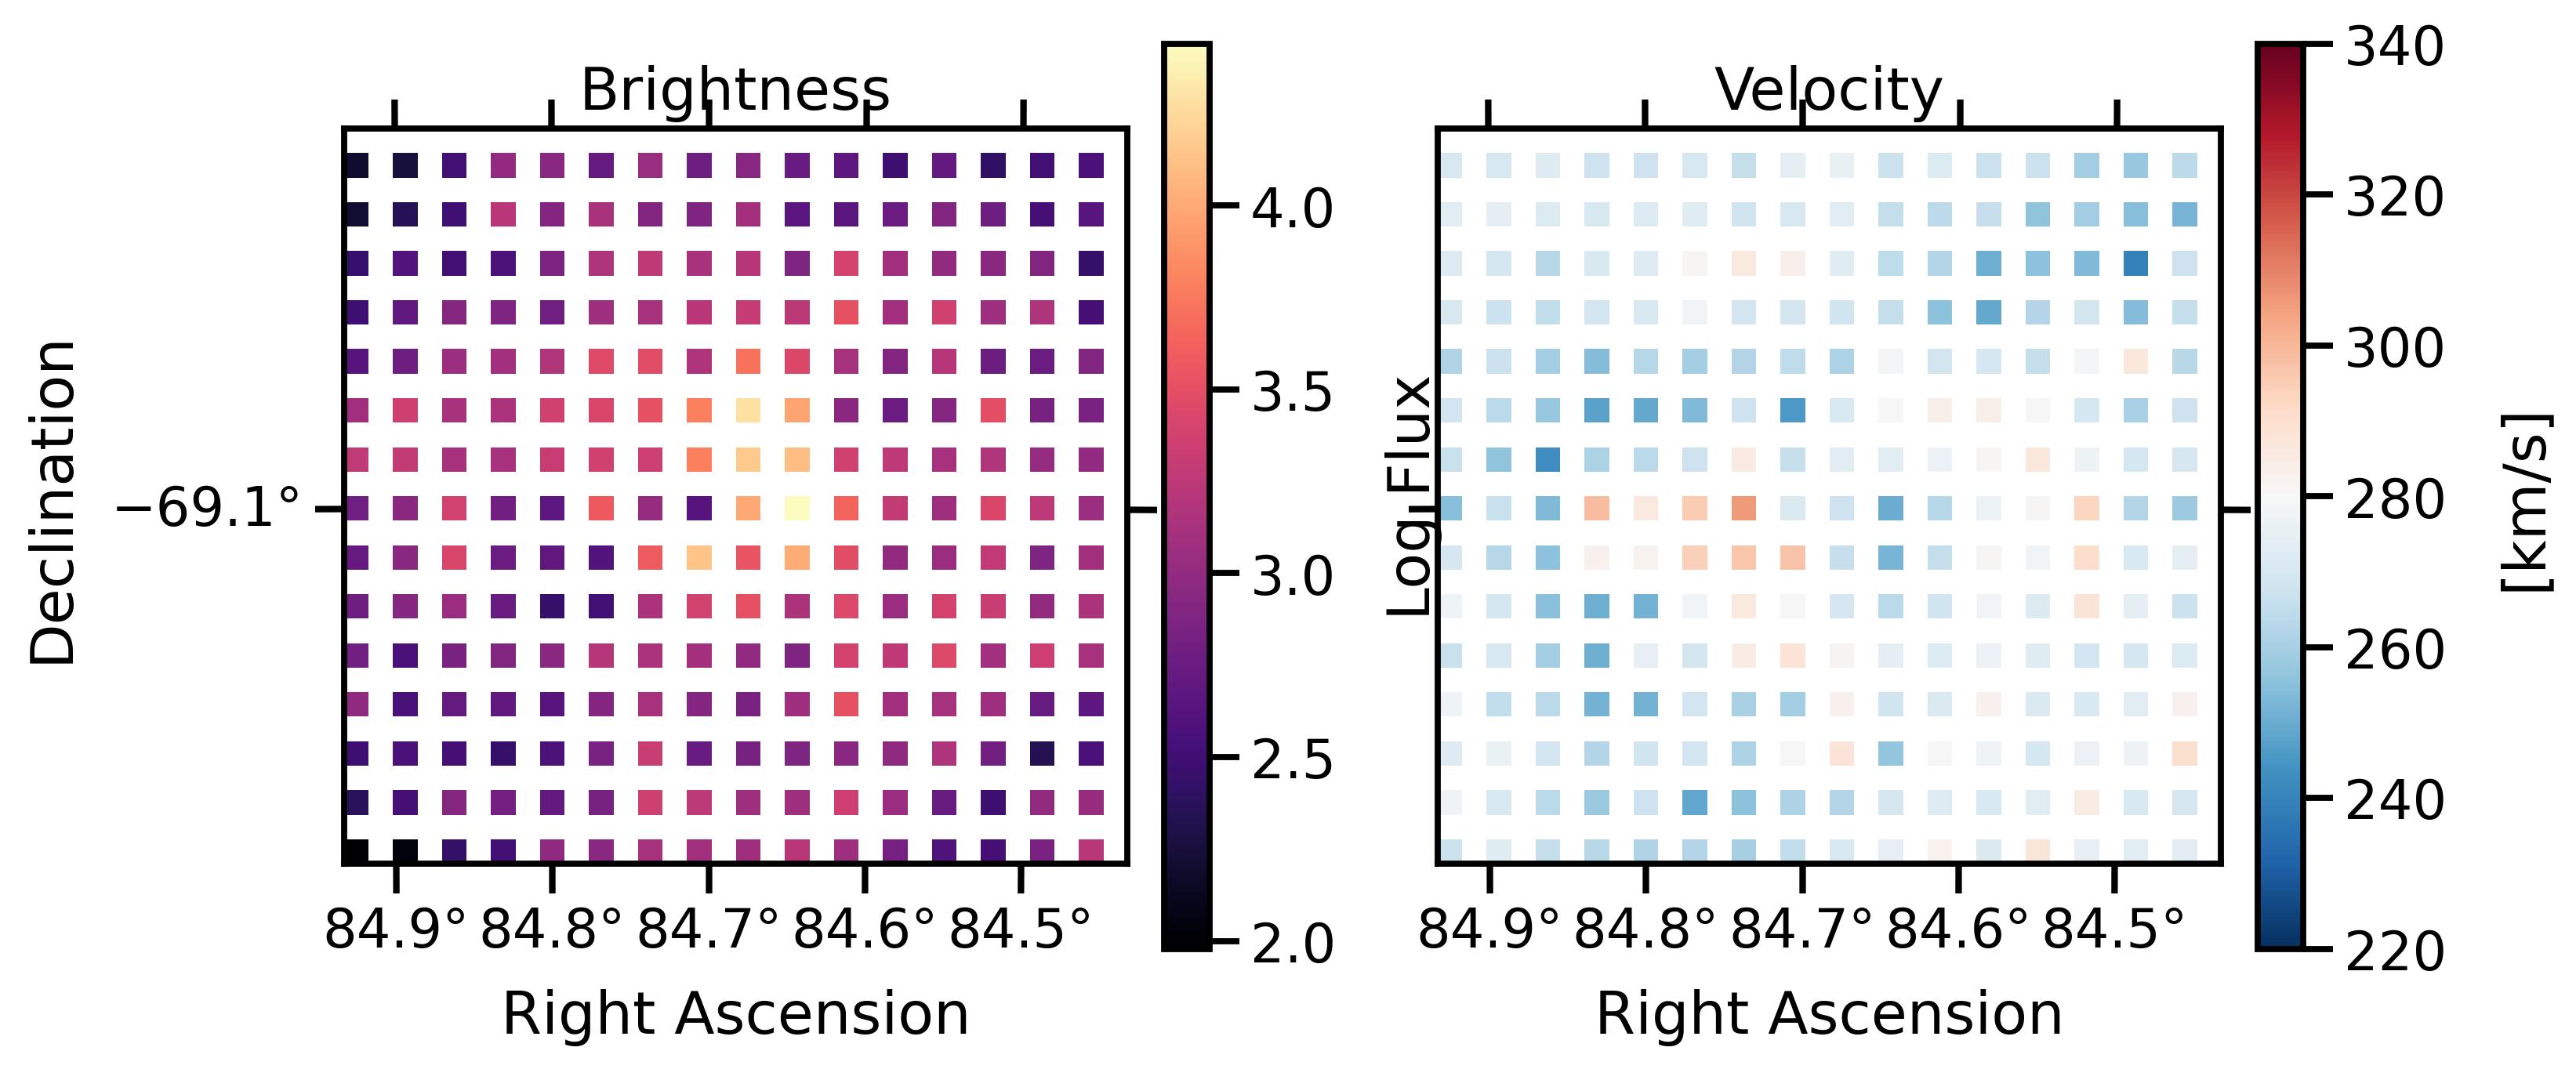 Brightness
Declination
−69.1°
84.9° 84.8° 84.7° 84.6° 84.5°
Right Ascension
4.0
3.5
3.0
2.5
2.0
Log Flux
Velocity
84.9° 84.8° 84.7° 84.6° 84.5°
Right Ascension
340
320
300
280
260
240
220
[km/s]